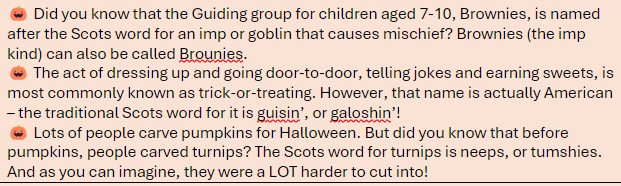 Did you know that the Guiding group for children aged 7-10, Brownies, is named
after the Scots word for an imp or goblin that causes mischief? Brownies (the imp
kind) can also be called Brounies.
The act of dressing up and going door-to-door, telling jokes and earning sweets, is
most commonly known as trick-or-treating. However, that name is actually American
– the traditional Scots word for it is guisin’, or galoshin’!
Lots of people carve pumpkins for Halloween. But did you know that before
pumpkins, people carved turnips? The Scots word for turnips is neeps, or tumshies.
And as you can imagine, they were a LOT harder to cut into!